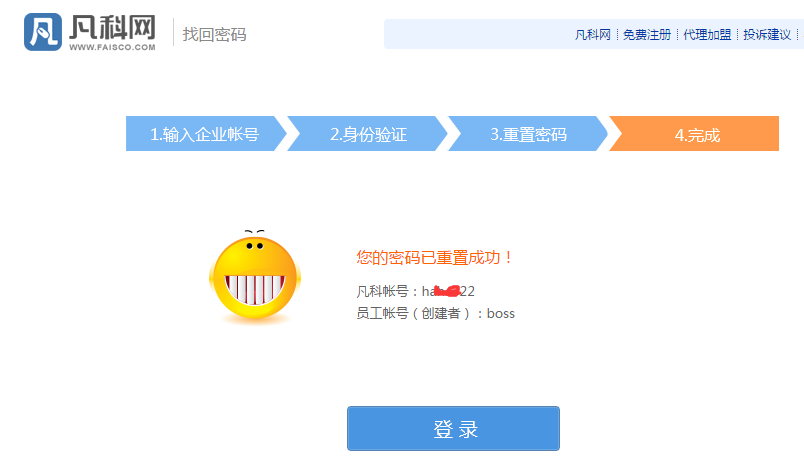 凡科网
WWW.FAISCO.COM
找回密码
凡科网 免费注册 代理加盟 投诉建议
1.输入企业帐号 2.身份验证 3.重置密码 4.完成
您的密码已重置成功！
凡科帐号：ha 22
员工帐号（创建者）：boss
登 录